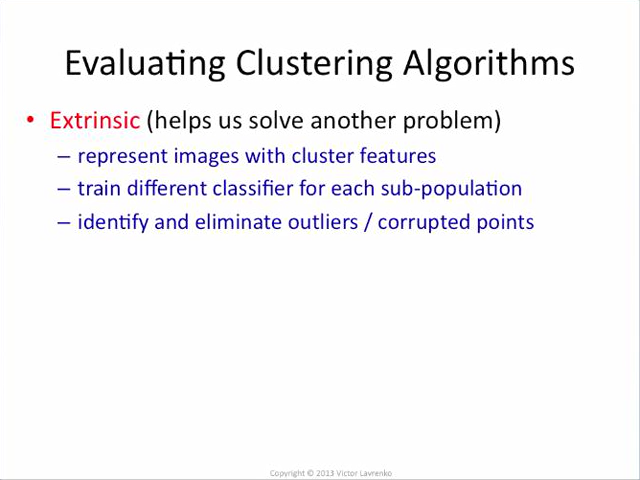 Evaluating Clustering Algorithms
• Extrinsic (helps us solve another problem)
– represent images with cluster features
– train different classifier for each sub-population
– identify and eliminate outliers / corrupted points
Copyright © 2013 Victor Lavrenko